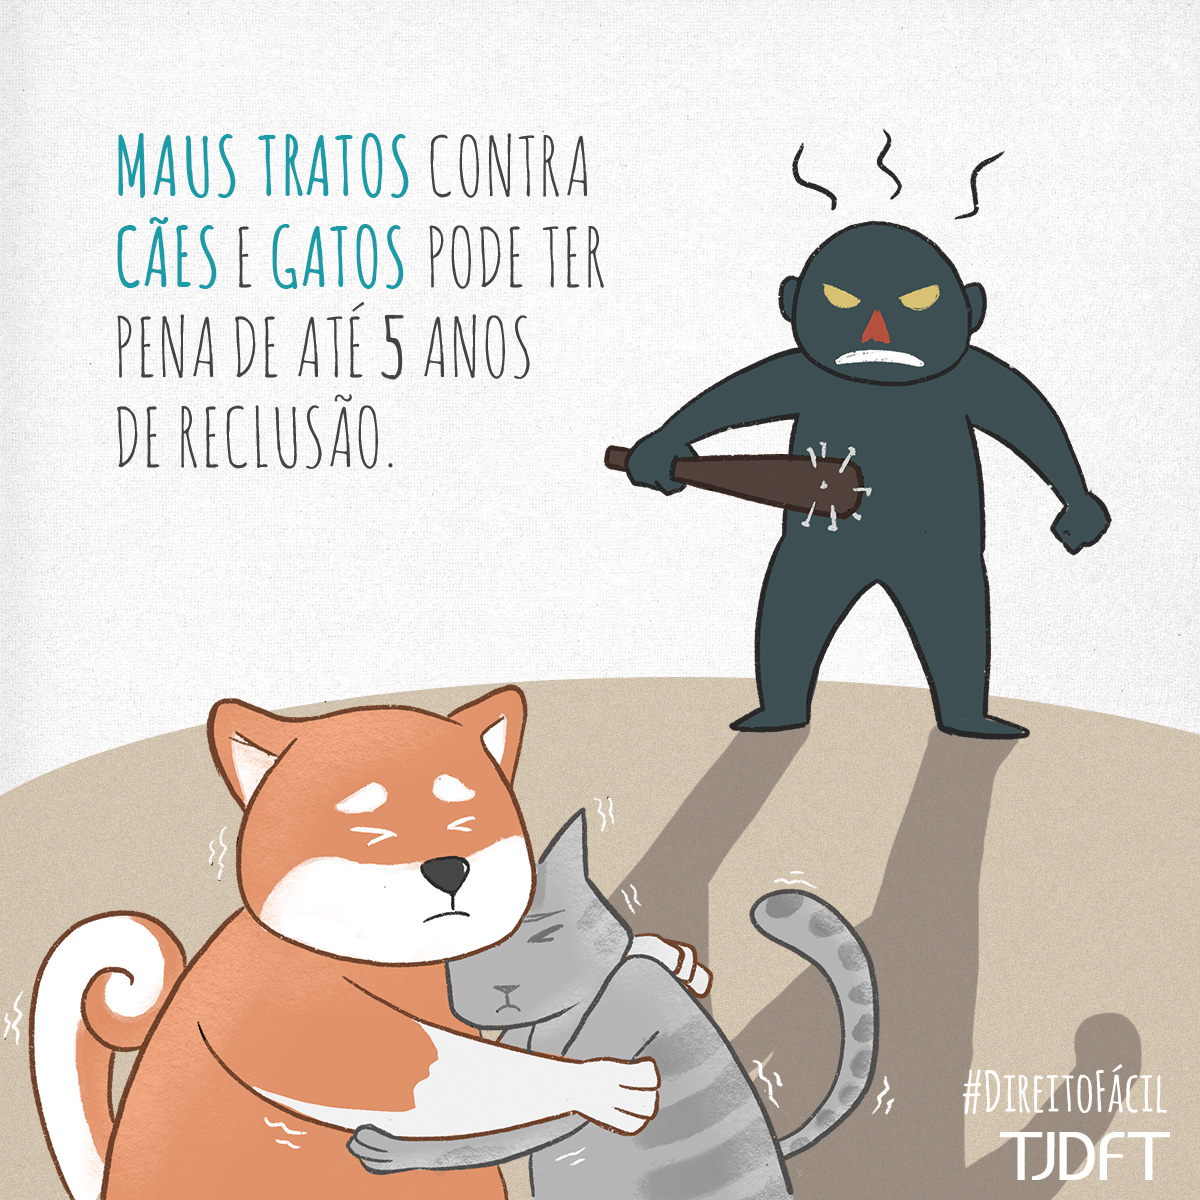 MAUS TRATOS CONTRA
CÃES E GATOS PODE TER
PENA DE ATÉ 5 ANOS
DE RECLUSÃO.
#DIREITOFÁCIL
TJDFT